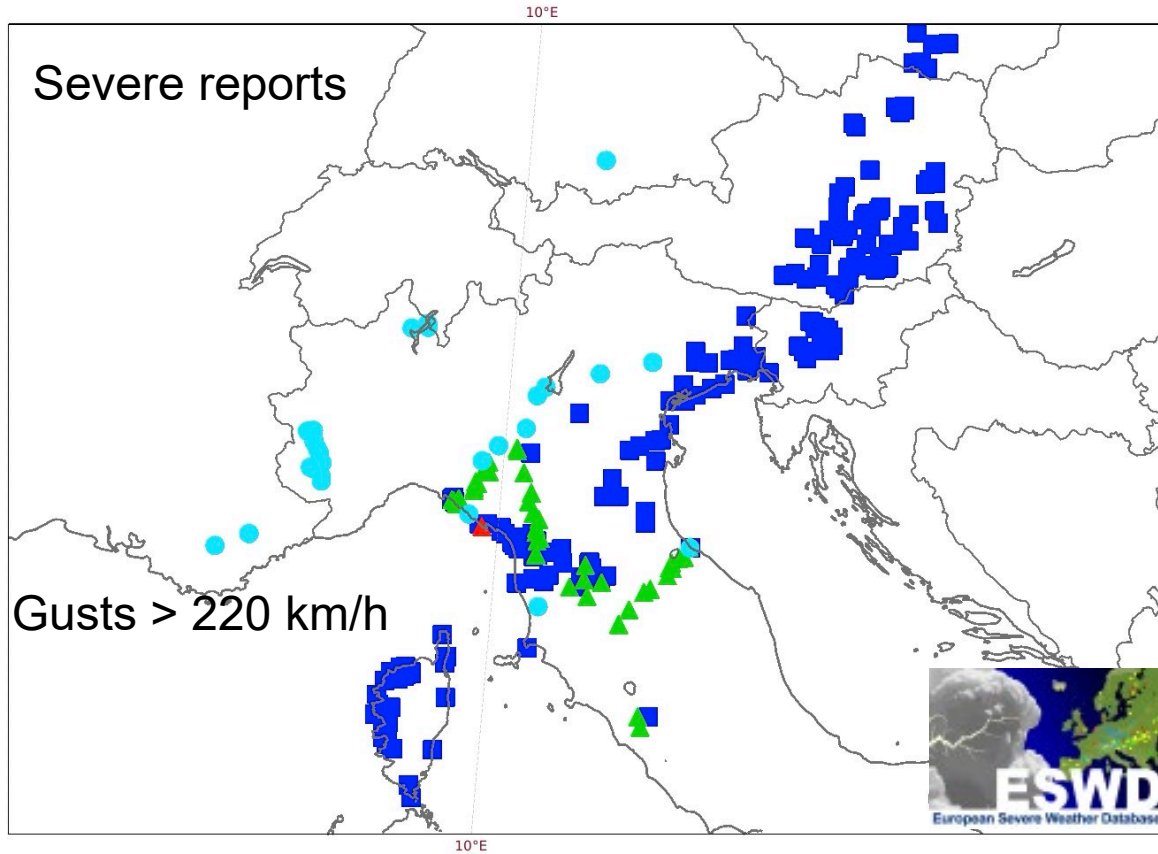 10°E
Severe reports
Gusts > 220 km/h
ESWD
European Severe Weather Database
10°E